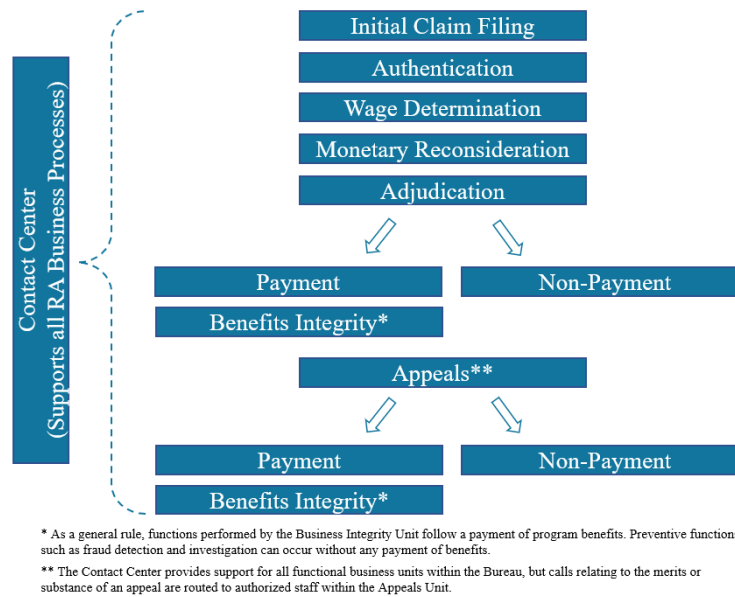 Contact Center
(Supports all RA Business Processes)
Initial Claim Filing
Authentication
Wage Determination
Monetary Reconsideration
Adjudication
Payment
Non-Payment
Benefits Integrity*
Appeals**
Payment
Non-Payment
Benefits Integrity*
* As a general rule, functions performed by the Business Integrity Unit follow a payment of program benefits. Preventive functions
such as fraud detection and investigation can occur without any payment of benefits.
** The Contact Center provides support for all functional business units within the Bureau, but calls relating to the merits or
substance of an appeal are routed to authorized staff within the Appeals Unit.